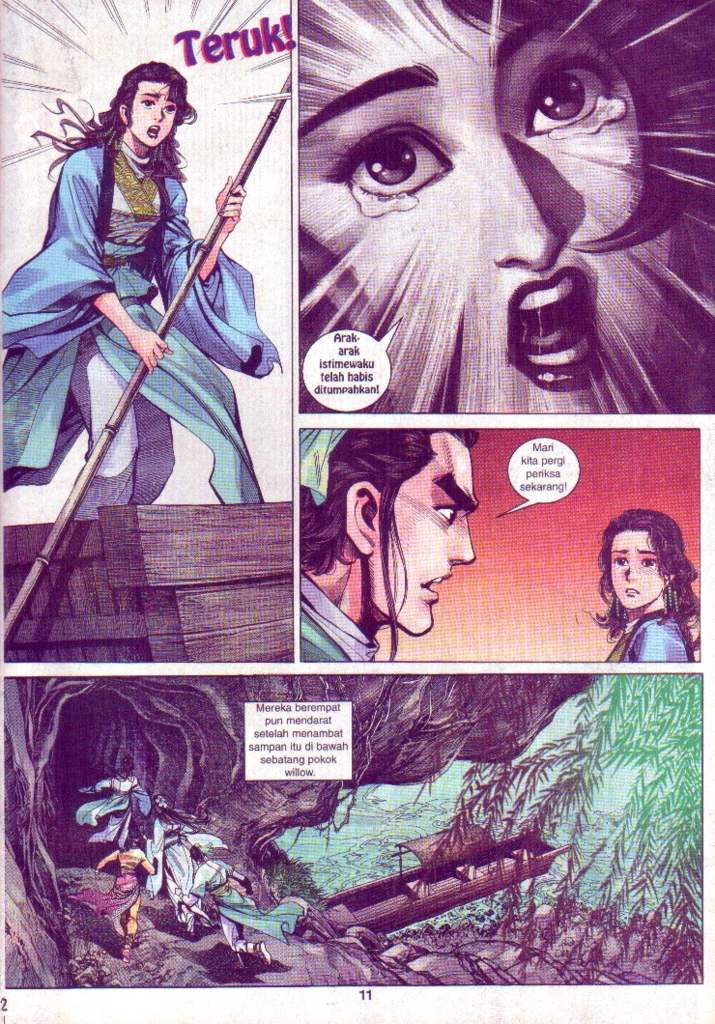 Teruk!
Arak-
arak
istimewaku
telah habis
ditumpahkan!
Mari
kita pergi
periksa
sekarang!
Mereka berempat
pun mendarat
setelah menambat
sampan itu di bawah
sebatang pokok
willow.
11
2